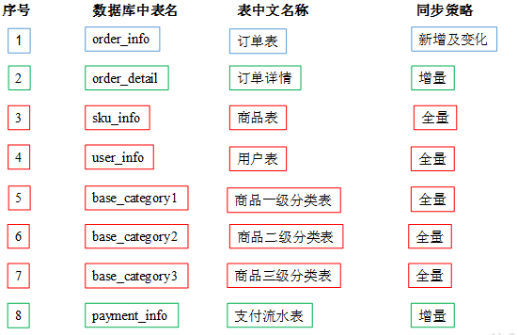 序号 数据库中表名 表中文名称 同步策略
1 order_info 订单表 新增及变化
2 order_detail 订单详情 增量
3 sku_info 商品表 全量
4 user_info 用户表 全量
5 base_category1 商品一级分类表 全量
6 base_category2 商品二级分类表 全量
7 base_category3 商品三级分类表 全量
8 payment_info 支付流水表 增量